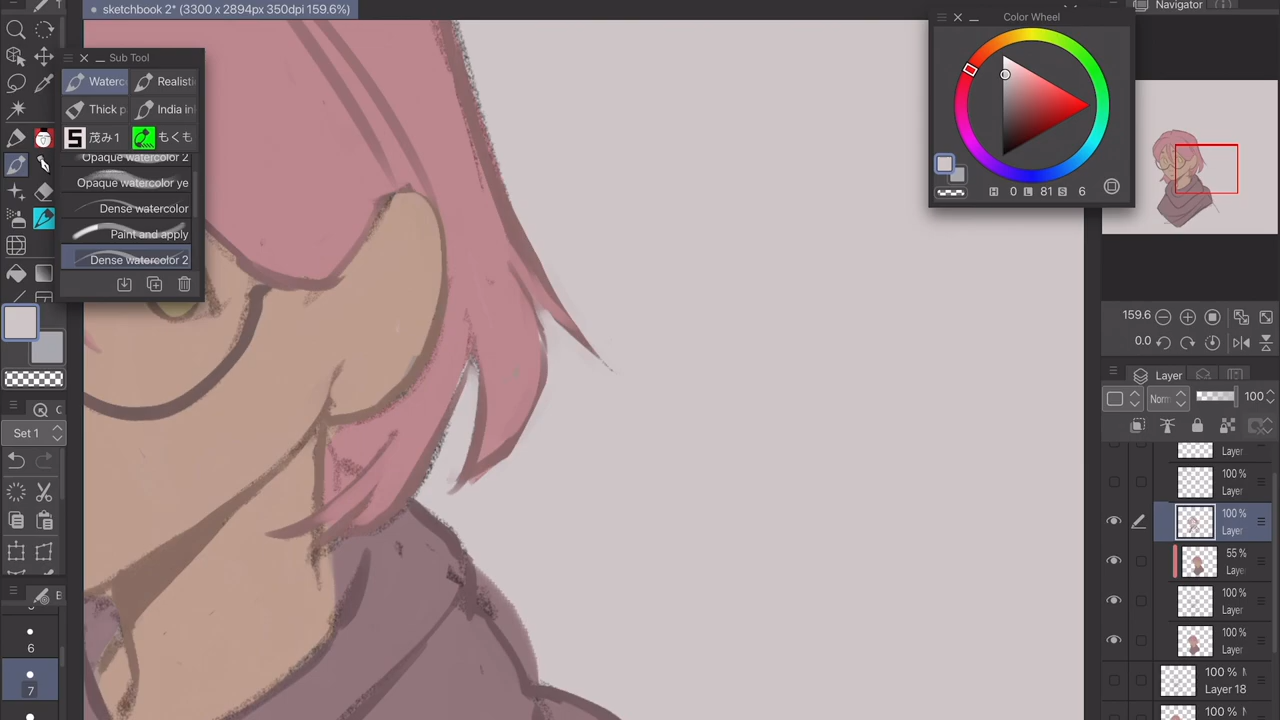 sketchbook 2* (3300 x 2894px 350dpi 159.6%)
Color Wheel
Navigator
Sub Tool
Waterc
Realisti
Thick p
India in
茂み1
もくも
Opaque watercolor 2
Opaque watercolor ye
Dense watercolor
Paint and apply
Dense watercolor 2
H 0 L 81 S 6
159.6
0.0
Layer
Norm
100
Layer
100 %
Layer
100 %
Layer
55 %
Laye
100 %
Layer
100 %
Layer
100 %
Layer 18
100 %
Set 1
6
7